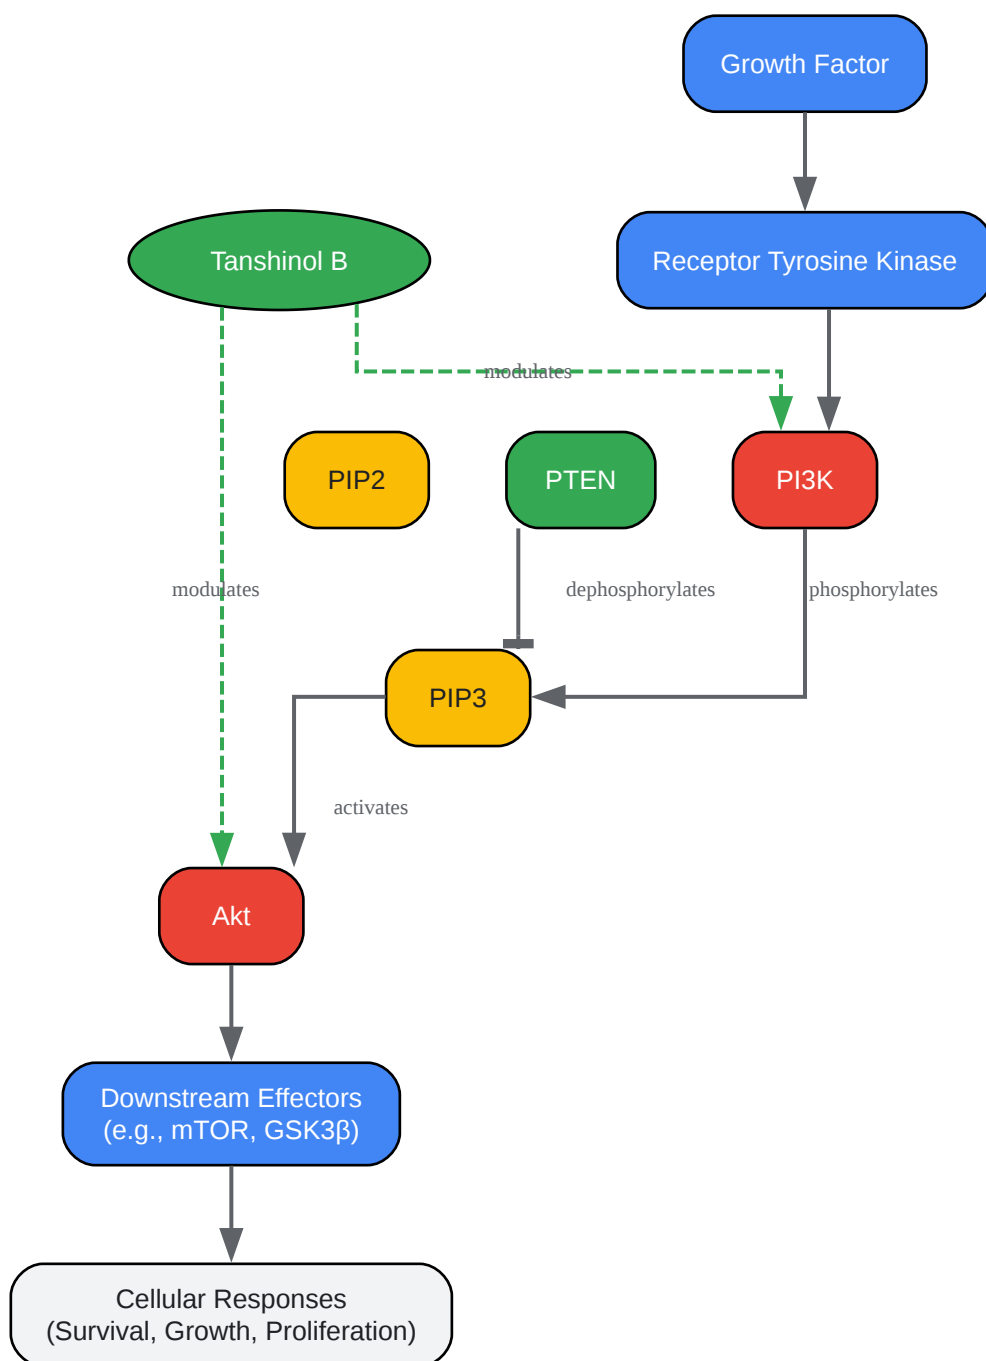 Growth Factor
Tanshinol B
Receptor Tyrosine Kinase
modulates
PIP2
PTEN
PI3K
modulates
dephosphorylates
phosphorylates
PIP3
activates
Akt
Downstream Effectors
(e.g., mTOR, GSK3β)
Cellular Responses
(Survival, Growth, Proliferation)